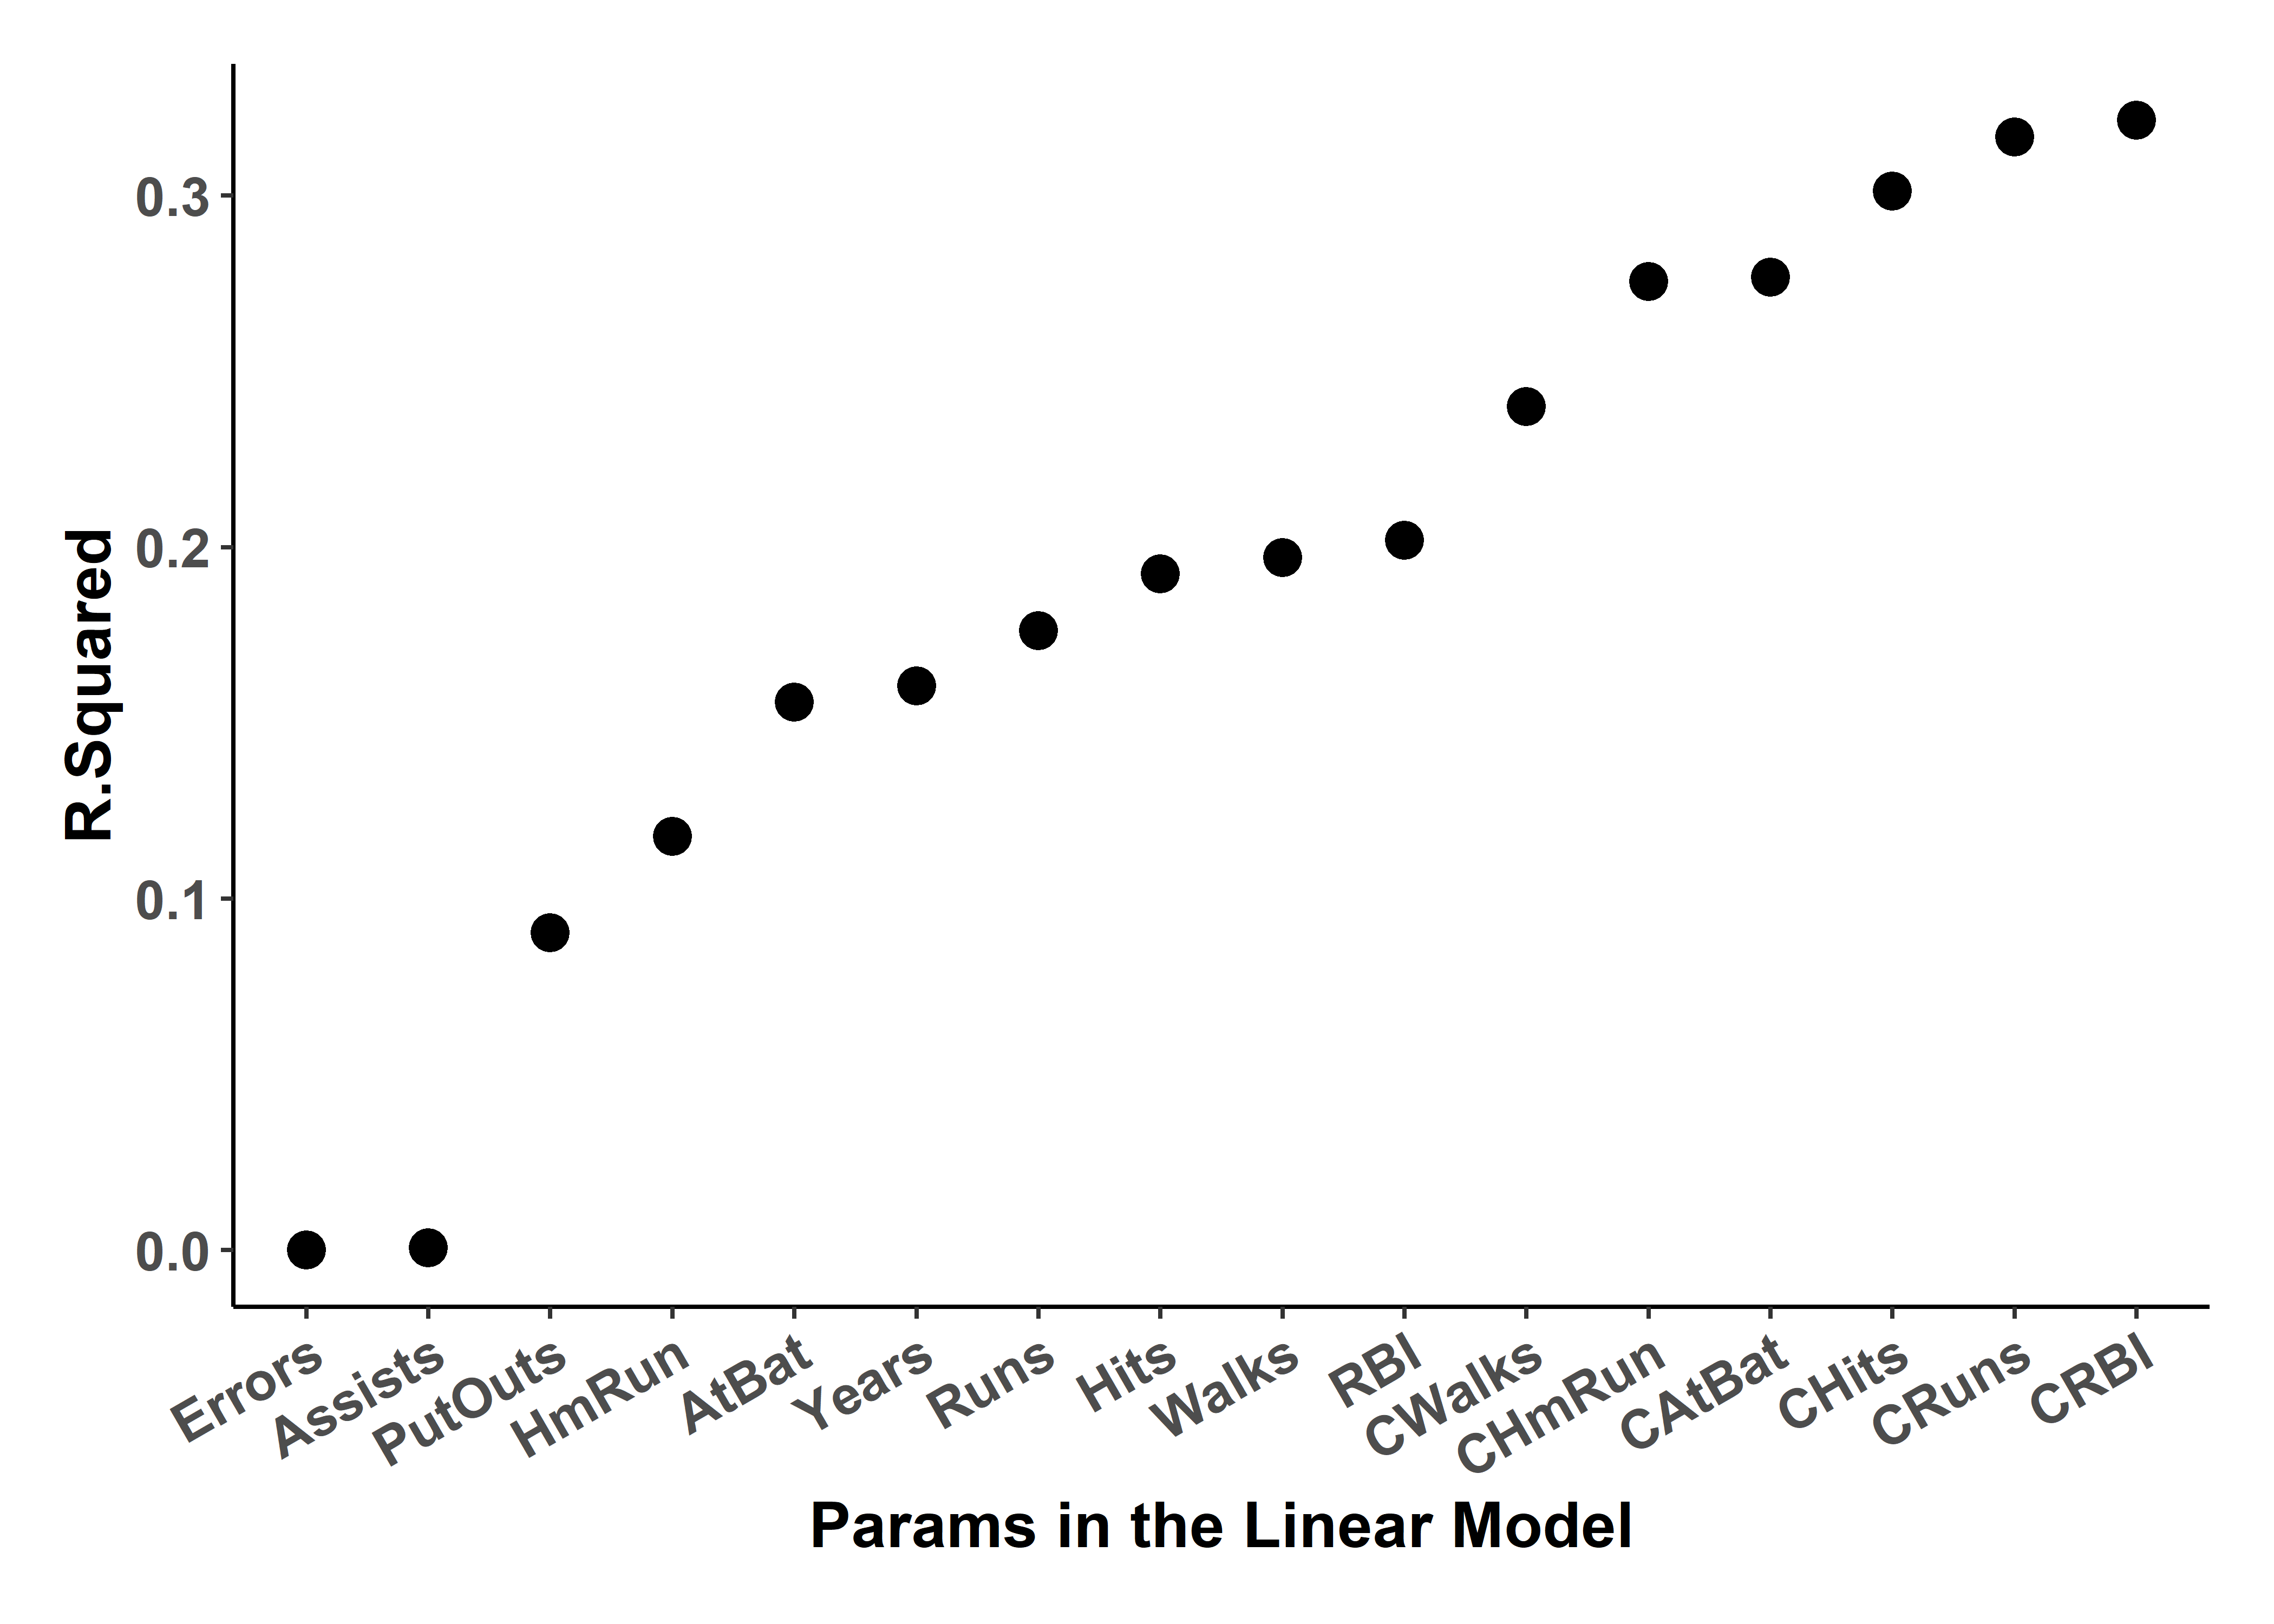 R.Squared
0.3
0.2
0.1
0.0
Errors
Assists
PutOuts
HmRun
AtBat
Years
Runs
Hits
Walks
RBI
CWalks
CHmRun
CAtBat
CHits
CRuns
CRBI
Params in the Linear Model